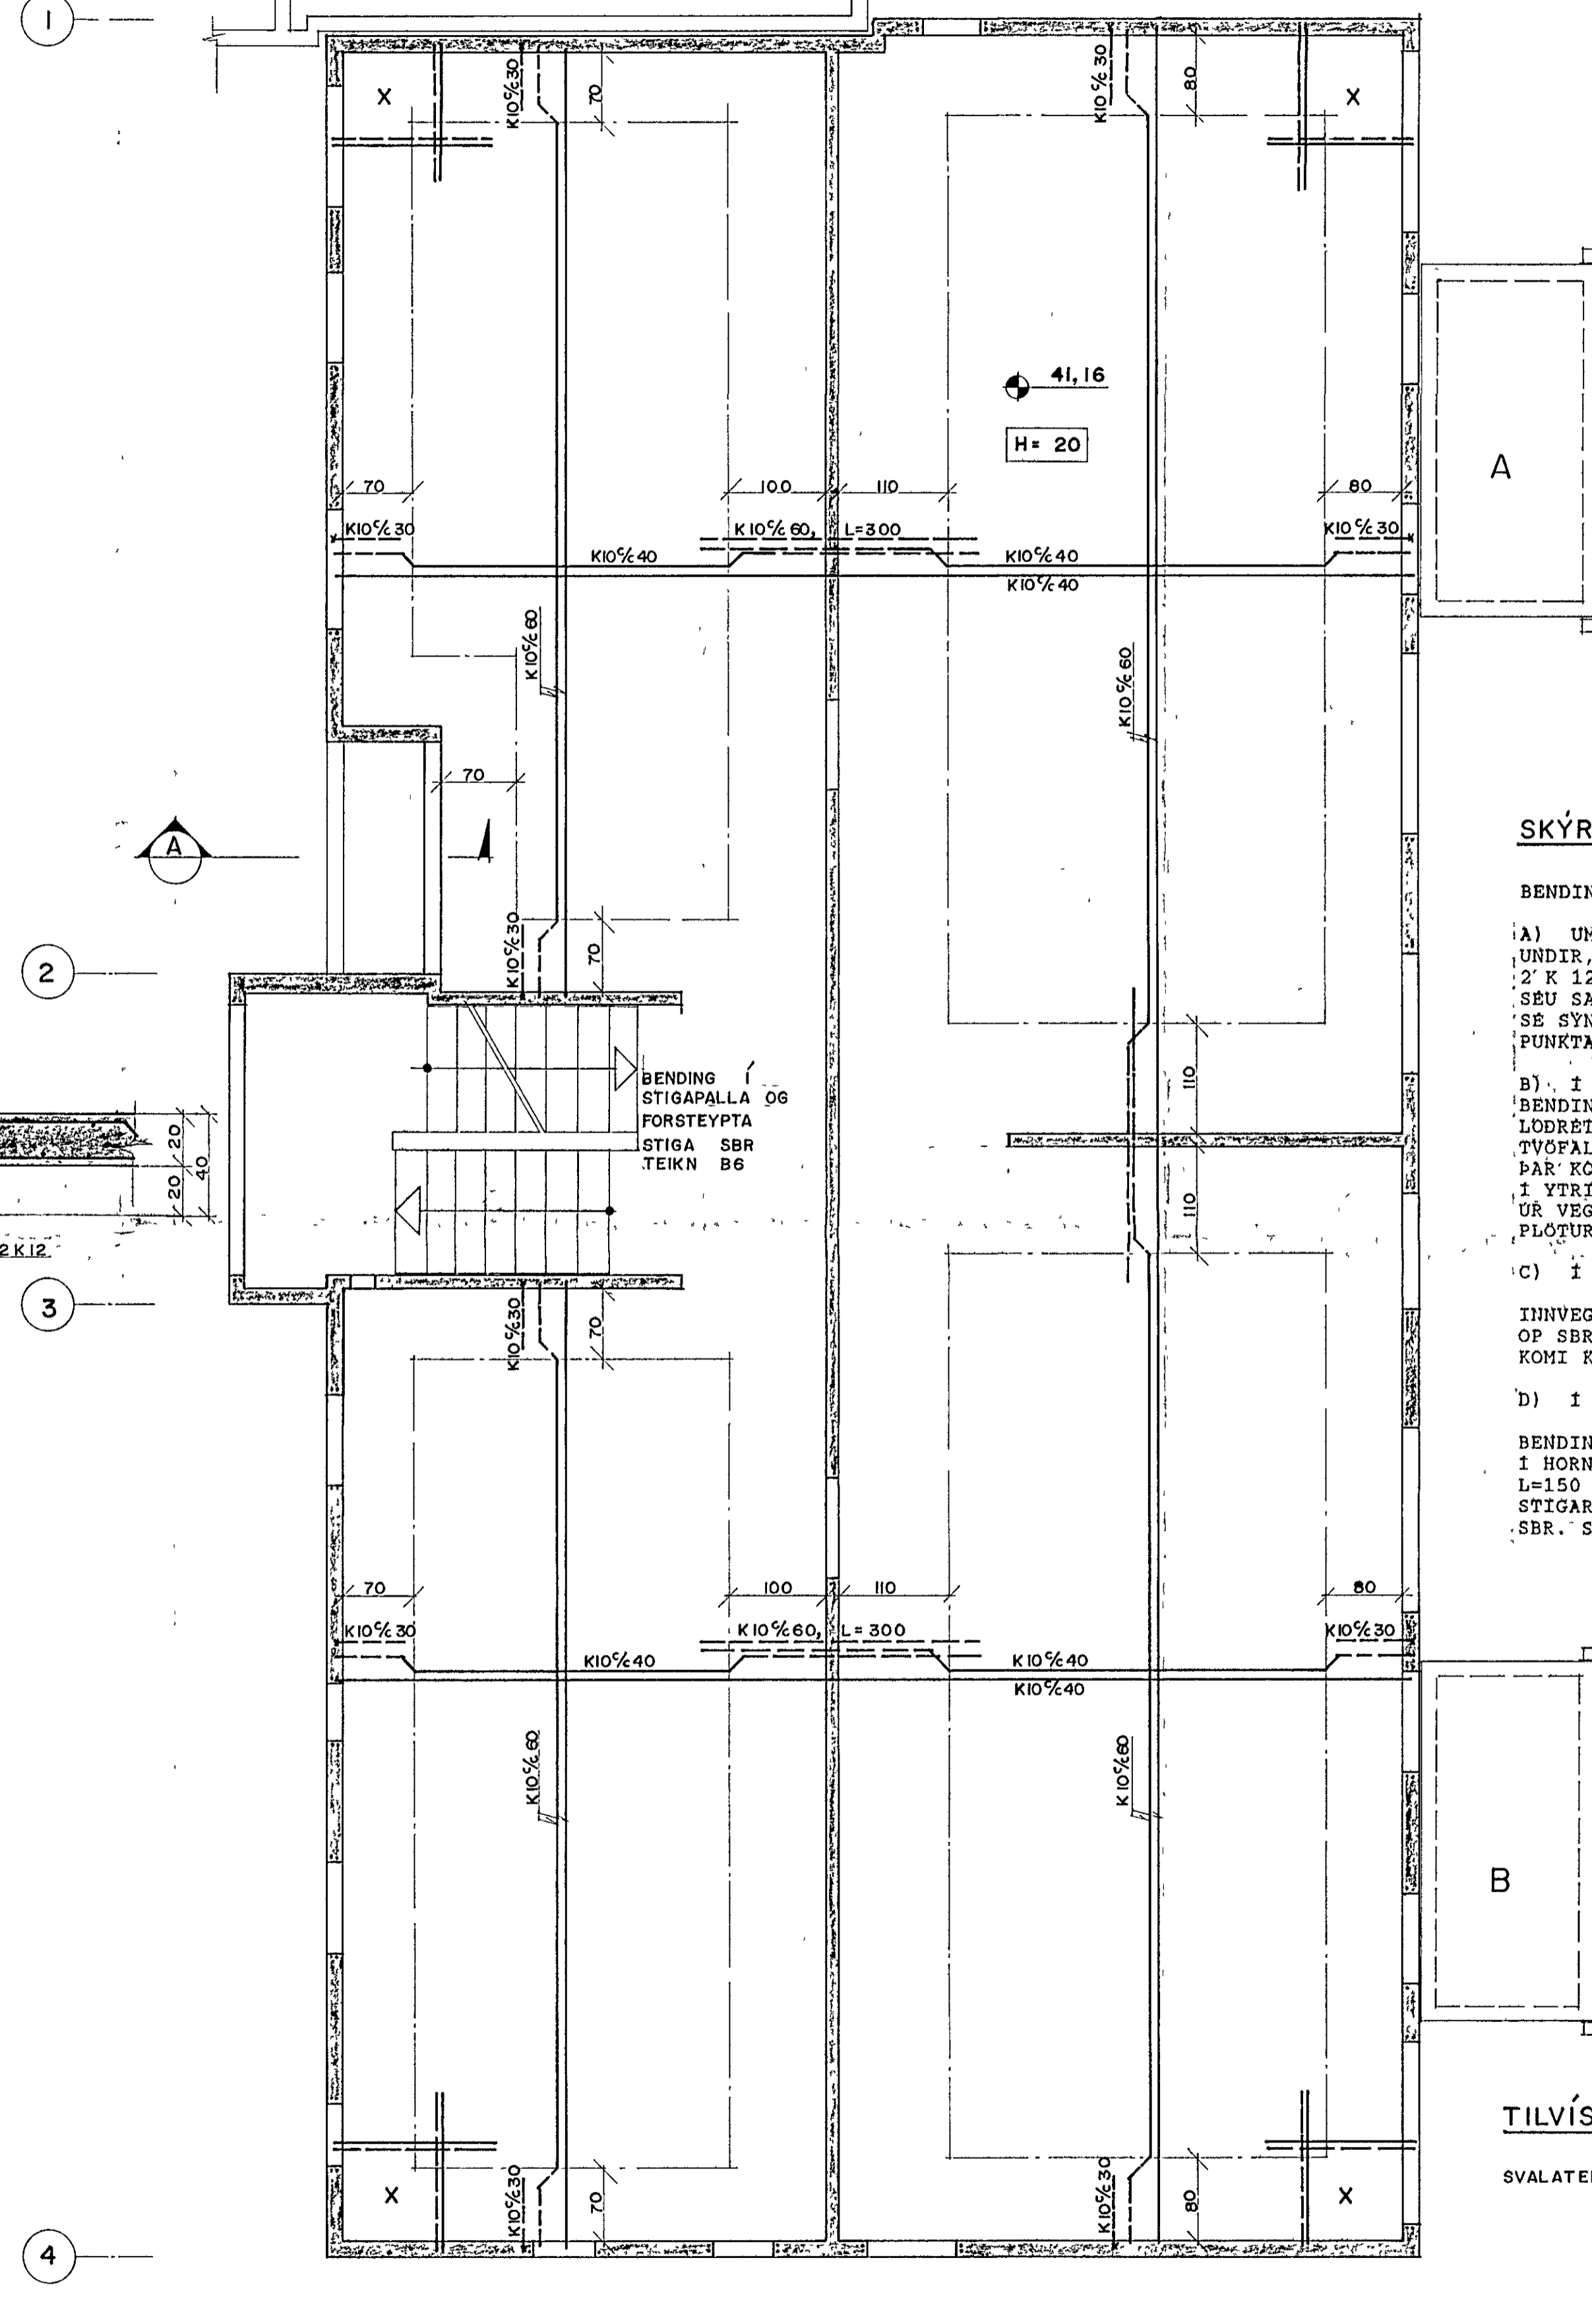 1
K10 c/c 30
70
K10 c/c 30
80
X
X
41,16
H= 20
A
70
100
110
80
K10 c/c 30
K10 c/c 60, L=300
K10 c/c 30
K10 c/c 40
K10 c/c 40
K10 c/c 40
K10 c/c 60
K10 c/c 60
70
A
2
K10 c/c 30
70
BENDING Í
STIGAPALLA OG
FORSTEYPTA
STIGA SBR
TEIKN B6
110
110
20
20
40
2K12
3
K10 c/c 30
70
SKÝR
BENDIN
A) UM
UNDIR,
2 K 12
SÉU SA
SÉ SÝN
PUNKTA
B) Í
BENDIN
LÓÐRÉT
TVÖFAL
ÞAR KO
Í YTRI
ÚR VEG
PLÖTUR
C) Í
INNVEG
OP SBR
KOMI K
D) Í
BENDIN
Í HORN
L=150
STIGAR
SBR. S
70
100
110
80
K10 c/c 30
K10 c/c 60, L=300
K10 c/c 30
K10 c/c 40
K10 c/c 40
K10 c/c 40
K10 c/c 60
K10 c/c 60
B
X
K10 c/c 30
70
K10 c/c 30
80
X
4
TILVÍS
SVALATEI